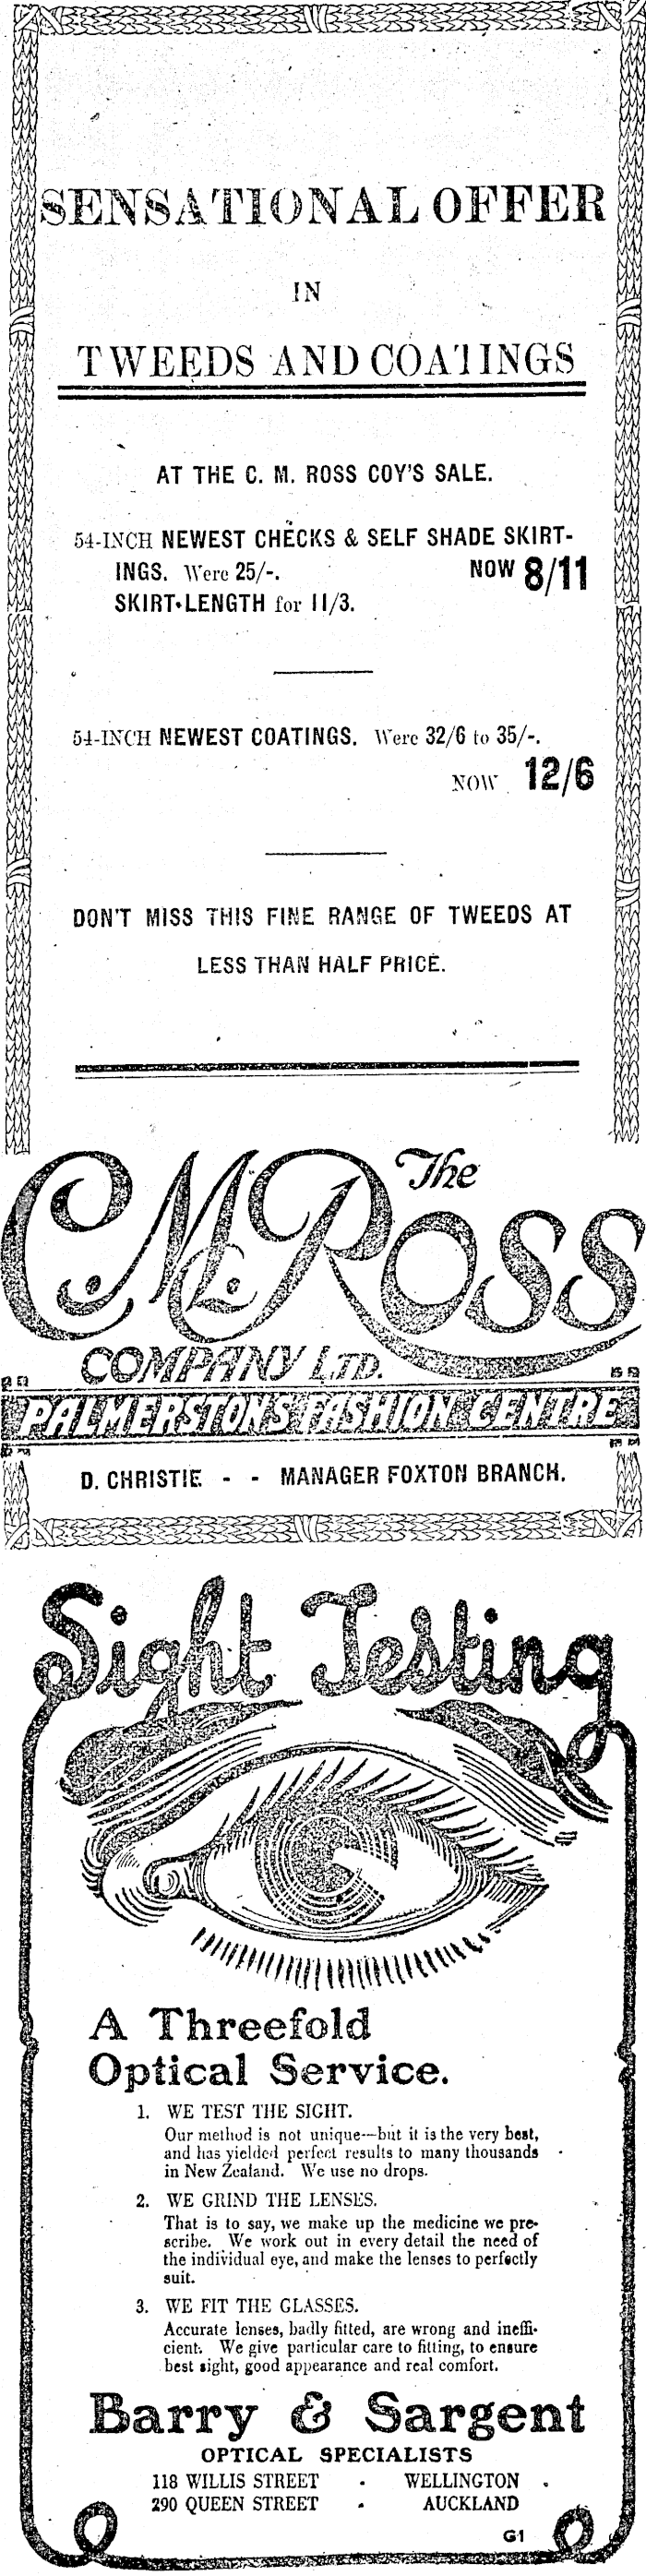 SENSATIONAL OFFER
IN
TWEEDS AND COATINGS
AT THE C. M. ROSS COY'S SALE.
54-INCH NEWEST CHECKS & SELF SHADE SKIRT-
INGS. Were 25/-. NOW 8/11
SKIRT-LENGTH for 11/3.
54-INCH NEWEST COATINGS. Were 32/6 to 35/-.
NOW 12/6
DON'T MISS THIS FINE RANGE OF TWEEDS AT
LESS THAN HALF PRICE.
The
C. M. ROSS
COMPANY LTD.
PALMERSTON'S FASHION CENTRE
D. CHRISTIE - - MANAGER FOXTON BRANCH.
Sight Testing
A Threefold
Optical Service.
1. WE TEST THE SIGHT.
Our method is not unique—but it is the very best,
and has yielded perfect results to many thousands
in New Zealand. We use no drops.
2. WE GRIND THE LENSES.
That is to say, we make up the medicine we pre-
scribe. We work out in every detail the need of
the individual eye, and make the lenses to perfectly
suit.
3. WE FIT THE GLASSES.
Accurate lenses, badly fitted, are wrong and ineffi-
cient. We give particular care to fitting, to ensure
best sight, good appearance and real comfort.
Barry & Sargent
OPTICAL SPECIALISTS
118 WILLIS STREET - WELLINGTON
290 QUEEN STREET - AUCKLAND
G1